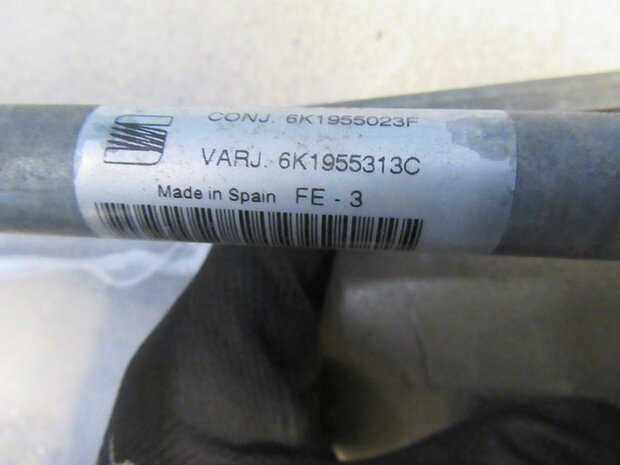 CONJ. 6K1955023F
VARJ. 6K1955313C
Made in Spain FE - 3